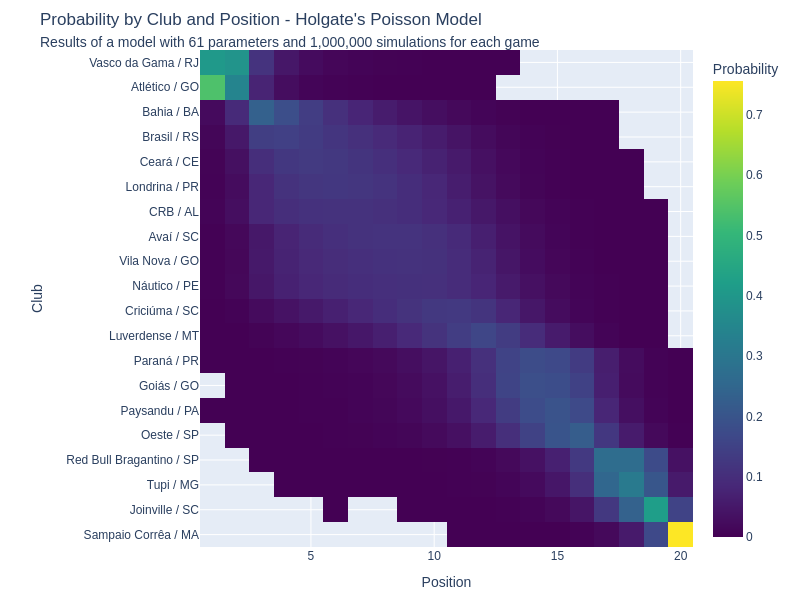 Probability by Club and Position - Holgate's Poisson Model
Results of a model with 61 parameters and 1,000,000 simulations for each game
Probability
Vasco da Gama / RJ
Atlético / GO
Bahia / BA
Brasil / RS
Ceará / CE
Londrina / PR
CRB / AL
Avaí / SC
Vila Nova / GO
Náutico / PE
Criciúma / SC
Luverdense / MT
Paraná / PR
Goiás / GO
Paysandu / PA
Oeste / SP
Red Bull Bragantino / SP
Tupi / MG
Joinville / SC
Sampaio Corrêa / MA
Club
5
10
15
20
Position
0.7
0.6
0.5
0.4
0.3
0.2
0.1
0